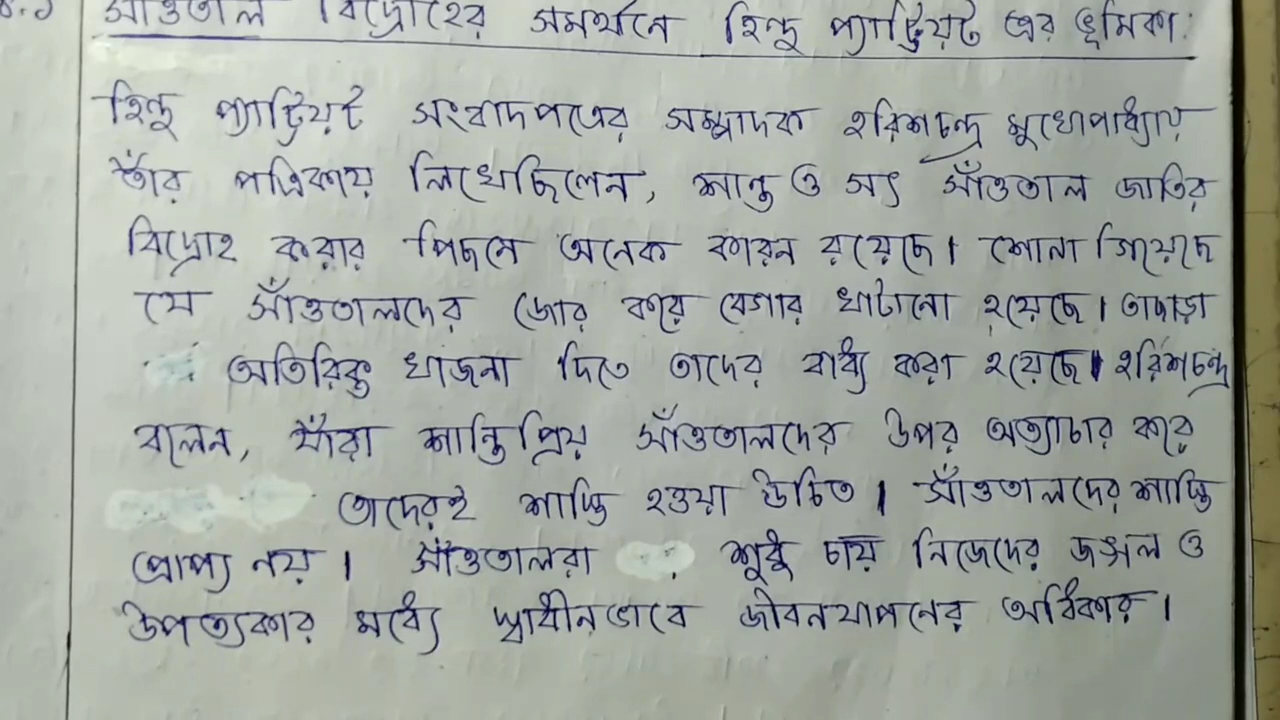 সাঁওতাল বিদ্রোহের সমর্থনে হিন্দু প্যাট্রিয়ট এর ভূমিকা:
হিন্দু প্যাট্রিয়ট সংবাদপত্রের সম্পাদক হরিশচন্দ্র মুখোপাধ্যায়
তাঁর পত্রিকায় লিখেছিলেন, শান্ত ও সৎ সাঁওতাল জাতির
বিদ্রোহ করার পিছনে অনেক কারন রয়েছে। শোনা গিয়েছে
যে সাঁওতালদের জোর করে বেগার খাটানো হয়েছে। তাছাড়া
অতিরিক্ত খাজনা দিতে তাদের বাধ্য করা হয়েছে। হরিশচন্দ্র
বলেন, যাঁরা শান্তিপ্রিয় সাঁওতালদের উপর অত্যাচার করে
তাদেরই শাস্তি হওয়া উচিত। সাঁওতালদের শাস্তি
প্রাপ্য নয়। সাঁওতালরা শুধু চায় নিজেদের জঙ্গল ও
উপত্যকার মধ্যে স্বাধীনভাবে জীবনযাপনের অধিকার।